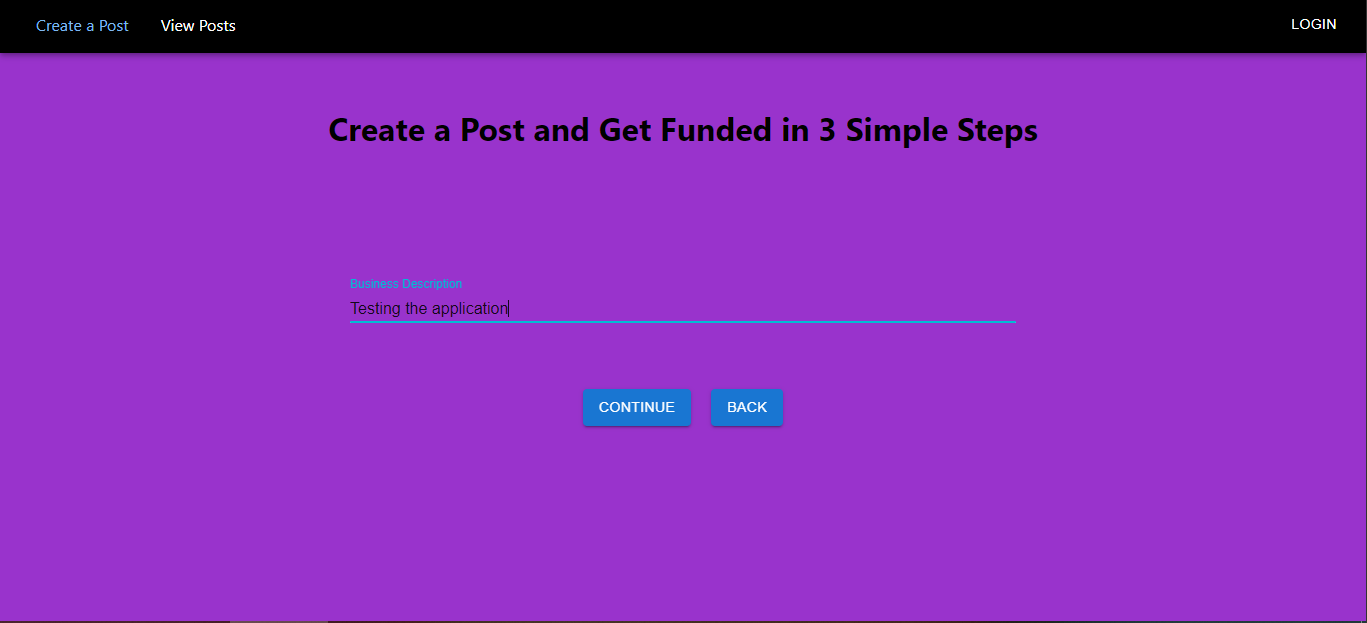 Create a Post View Posts LOGIN
Create a Post and Get Funded in 3 Simple Steps
Business Description
Testing the application
CONTINUE BACK